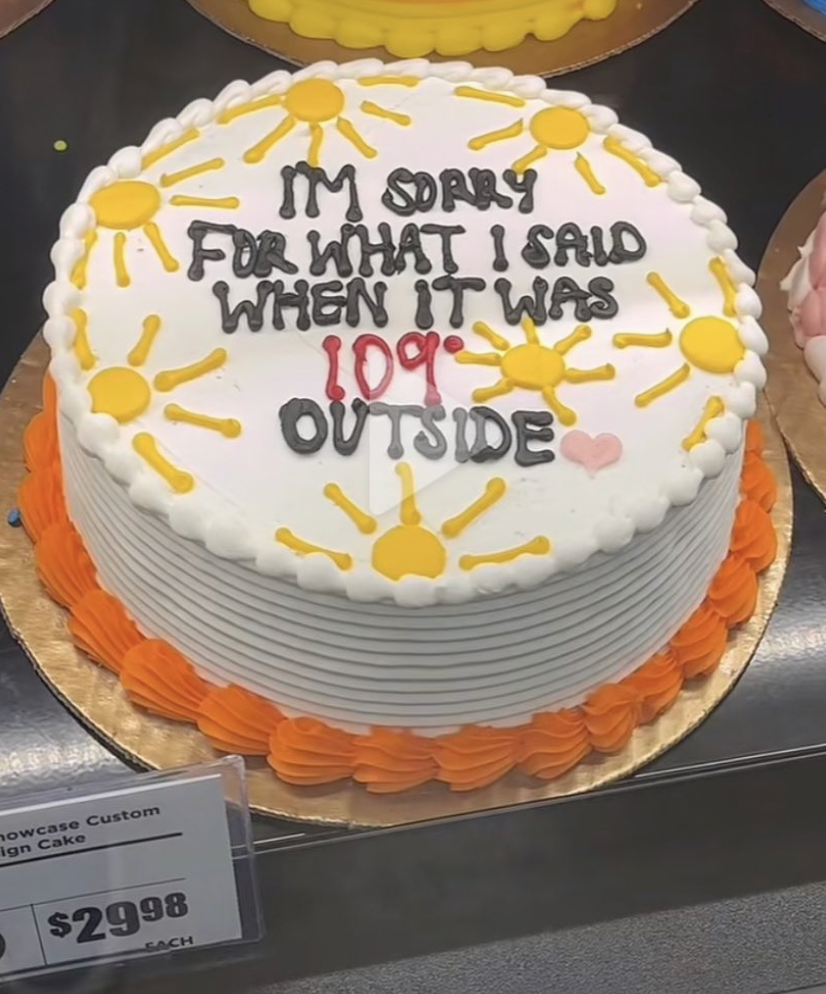 I'M SORRY
FOR WHAT I SAID
WHEN IT WAS
109°
OUTSIDE
howcase Custom
ign Cake
$2998
EACH